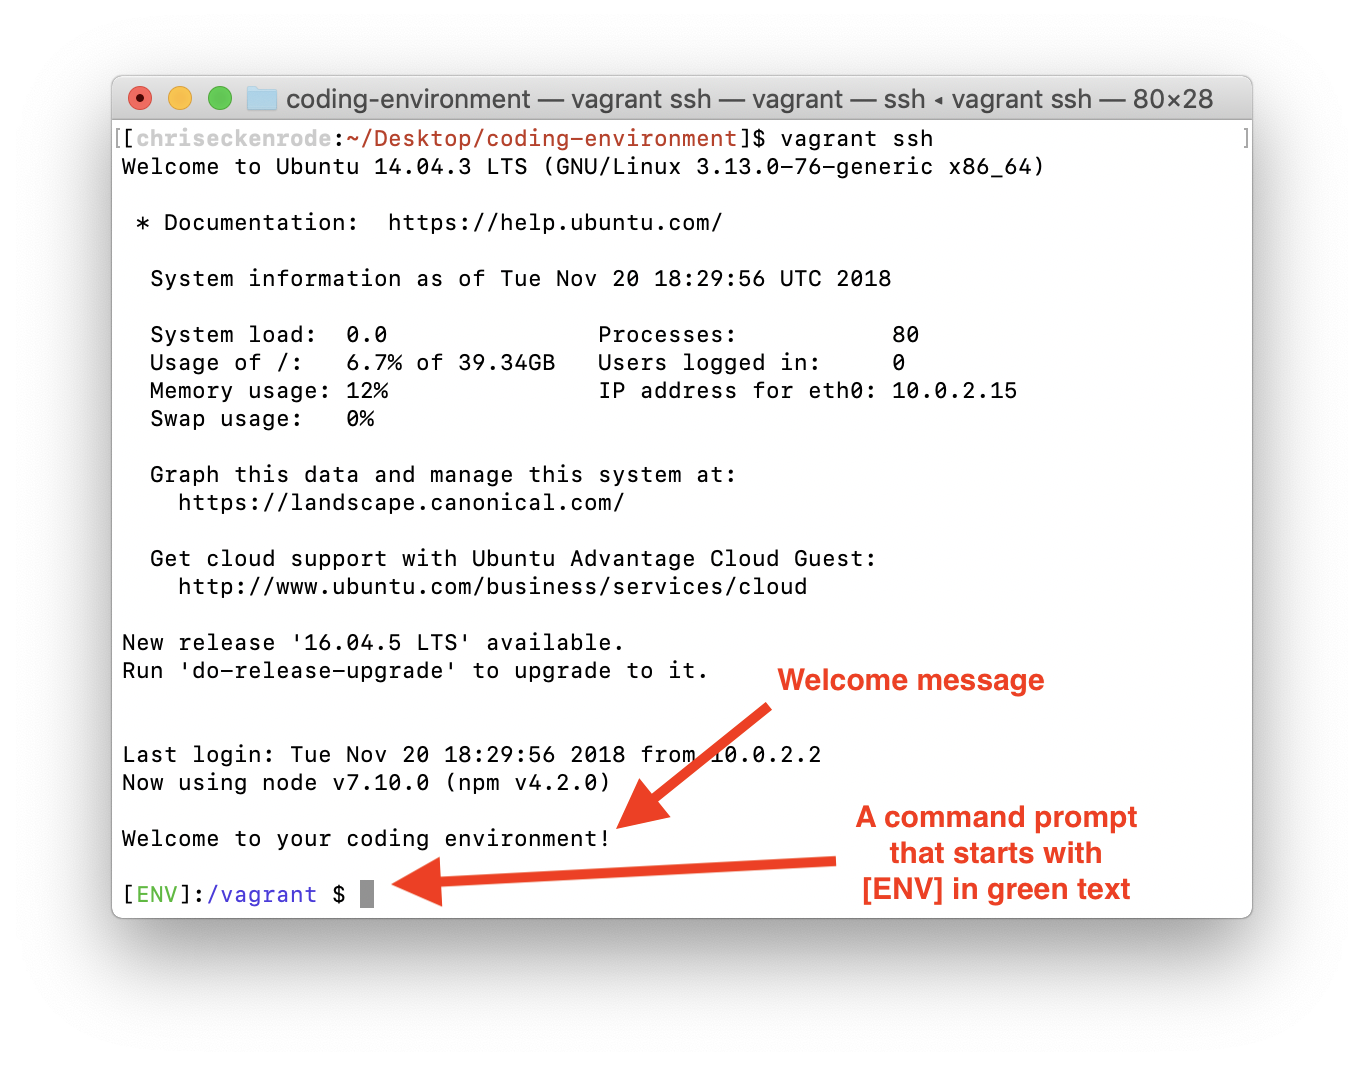 coding-environment — vagrant ssh — vagrant — ssh ◂ vagrant ssh — 80×28
[[chriseckenrode:~/Desktop/coding-environment]$ vagrant ssh ]
Welcome to Ubuntu 14.04.3 LTS (GNU/Linux 3.13.0-76-generic x86_64)
* Documentation:  https://help.ubuntu.com/
System information as of Tue Nov 20 18:29:56 UTC 2018
System load:  0.0 Processes: 80
Usage of /:   6.7% of 39.34GB Users logged in: 0
Memory usage: 12% IP address for eth0: 10.0.2.15
Swap usage:   0%
Graph this data and manage this system at:
https://landscape.canonical.com/
Get cloud support with Ubuntu Advantage Cloud Guest:
http://www.ubuntu.com/business/services/cloud
New release '16.04.5 LTS' available.
Run 'do-release-upgrade' to upgrade to it.
Welcome message
Last login: Tue Nov 20 18:29:56 2018 from 10.0.2.2
Now using node v7.10.0 (npm v4.2.0)
Welcome to your coding environment!
A command prompt
that starts with
[ENV] in green text
[ENV]:/vagrant $